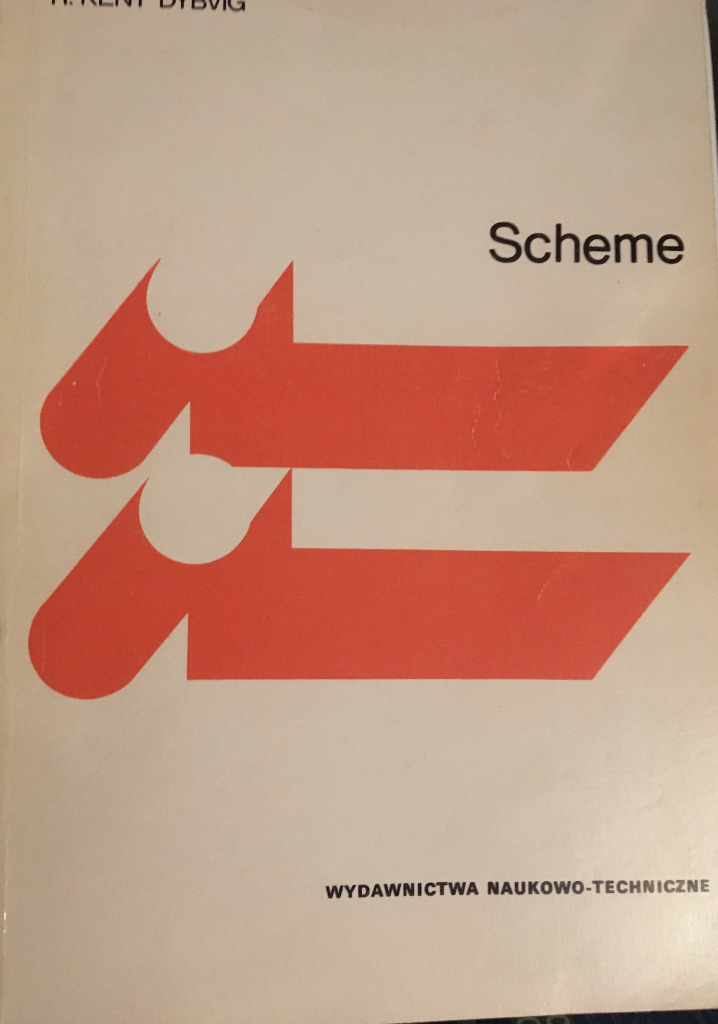 R. KENT DYBVIG
Scheme
WYDAWNICTWA NAUKOWO-TECHNICZNE